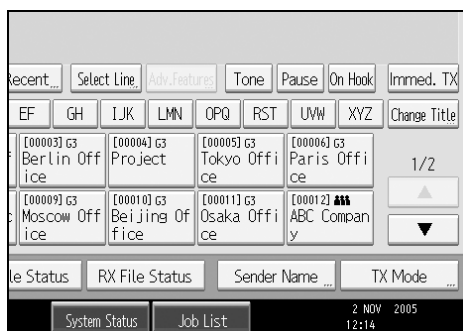 Recent Select Line Adv.Features Tone Pause On Hook Immed. TX
EF GH IJK LMN OPQ RST UVW XYZ Change Title
[00003] G3 [00004] G3 [00005] G3 [00006] G3
Berlin Off Project Tokyo Offi Paris Offi
ice ce ce
1/2
[00009] G3 [00010] G3 [00011] G3 [00012]
c Moscow Off Beijing Of Osaka Offi ABC Compan
ice fice ce y
le Status RX File Status Sender Name TX Mode
System Status Job List 2 NOV 2005
12:14